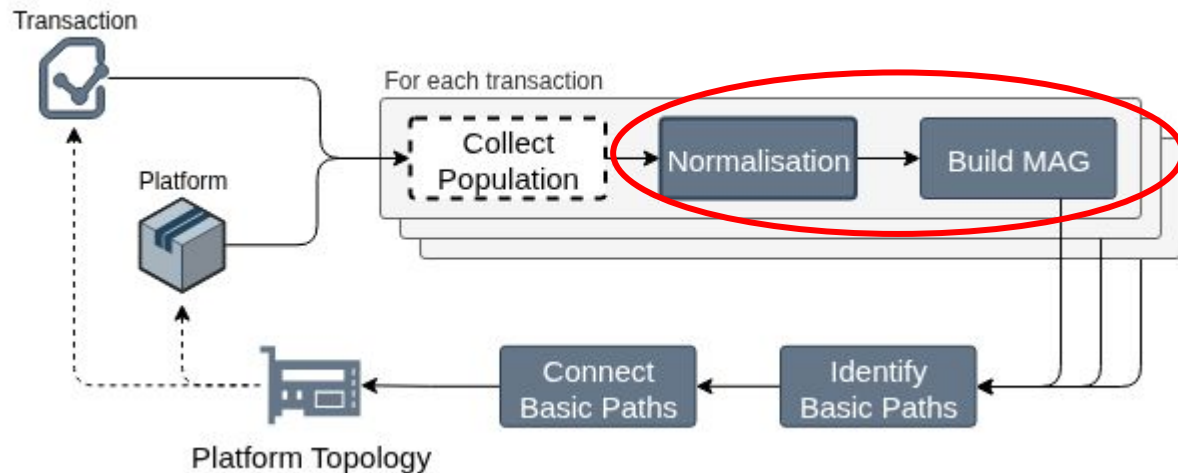 Transaction
For each transaction
Collect
Population
Normalisation
Build MAG
Platform
Connect
Basic Paths
Identify
Basic Paths
Platform Topology